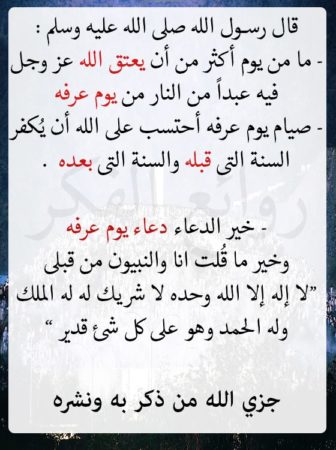 قال رسول الله صلى الله عليه وسلم :
- ما من يوم أكثر من أن يعتق الله عز وجل
فيه عبداً من النار من يوم عرفه
- صيام يوم عرفه أحتسب على الله أن يُكفر
السنة التى قبله والسنة التى بعده .
- خير الدعاء دعاء يوم عرفه
وخير ما قُلت انا والنبيون من قبلى
”لا إله إلا الله وحده لا شريك له له الملك
وله الحمد وهو على كل شئ قدير “
جزي الله من ذكر به ونشره
روائع الفكر